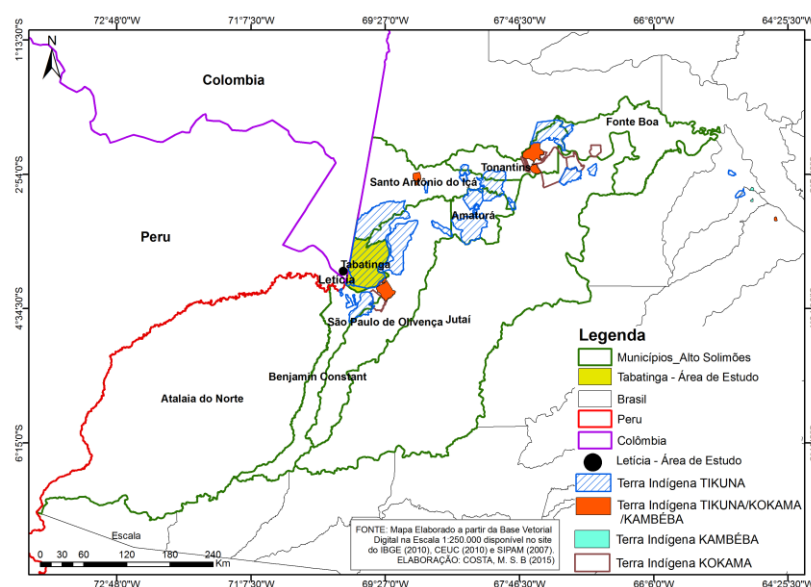 72°48'0"W 71°7'30"W 69°27'0"W 67°46'30"W 66°6'0"W 64°25'30"W
1°13'30"S
N
Colombia
Fonte Boa
Tonantins
Santo Antônio do Içá
Amaturá
Peru
Tabatinga
Letícia
4°34'30"S
São Paulo de Olivença
Jutaí
Benjamin Constant
Atalaia do Norte
6°15'0"S
Legenda
Municípios_Alto Solimões
Tabatinga - Área de Estudo
Brasil
Peru
Colômbia
Letícia - Área de Estudo
Terra Indígena TIKUNA
Terra Indígena TIKUNA/KOKAMA
/KAMBÉBA
Terra Indígena KAMBÉBA
Terra Indígena KOKAMA
FONTE: Mapa Elaborado a partir da Base Vetorial
Digital na Escala 1:250.000 disponível no site
do IBGE (2010), CEUC (2010) e SIPAM (2007).
ELABORAÇÃO: COSTA, M. S. B (2015)
Escala
0 30 60 120 180 240
Km
72°48'0"W 71°7'30"W 69°27'0"W 67°46'30"W 66°6'0"W 64°25'30"W